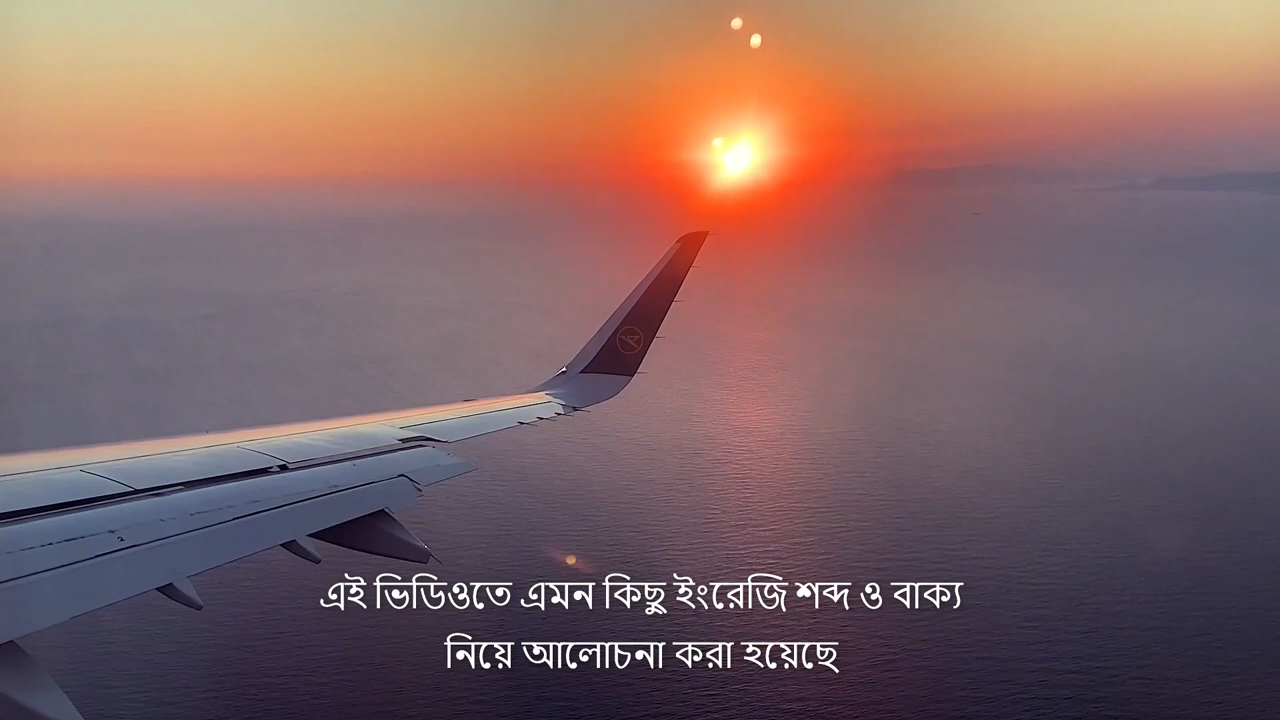 এই ভিডিওতে এমন কিছু ইংরেজি শব্দ ও বাক্য
নিয়ে আলোচনা করা হয়েছে